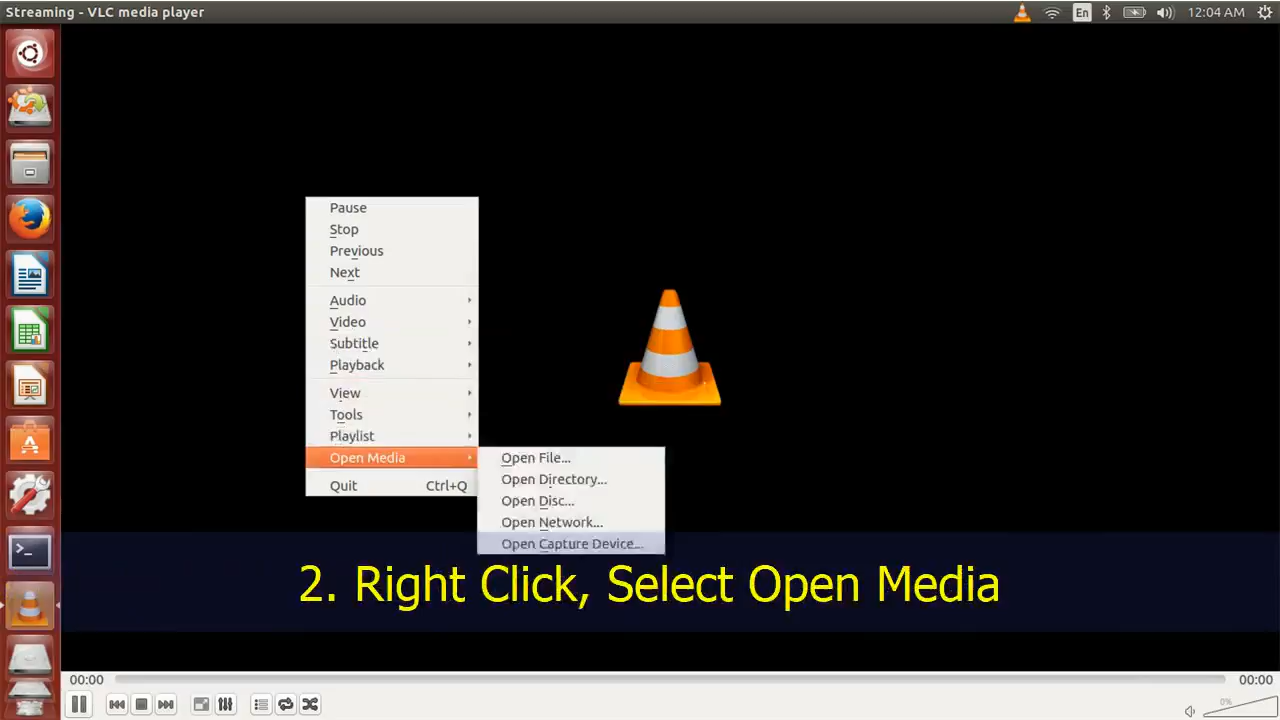 Streaming - VLC media player
En
12:04 AM
Pause
Stop
Previous
Next
Audio
Video
Subtitle
Playback
View
Tools
Playlist
Open Media
Quit Ctrl+Q
Open File...
Open Directory...
Open Disc...
Open Network...
Open Capture Device...
2. Right Click, Select Open Media
00:00
00:00
0%